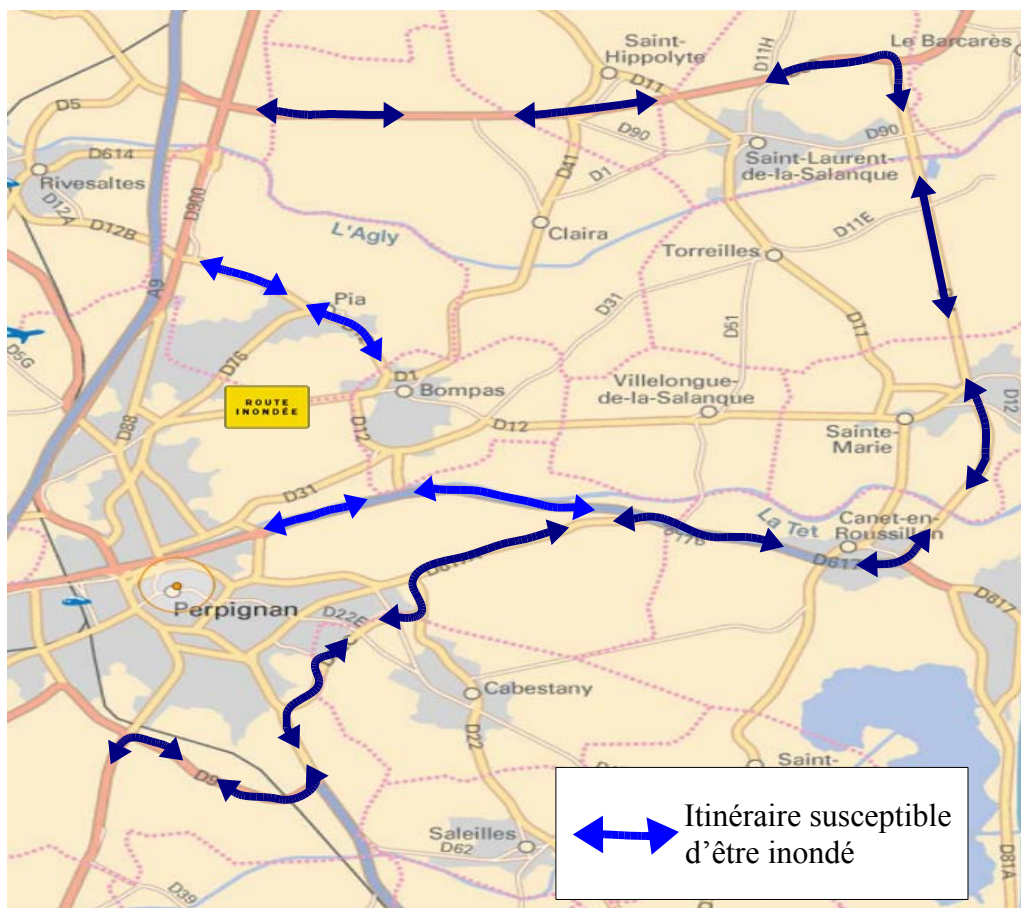 Saint-
Hippolyte
D11H
Le Barcarès
D5
D11
D90
D90
D614
D41
Saint-Laurent-
de-la-Salanque
Rivesaltes
D1
D12A
D900
D12B
L'Agly
Claira
D11E
Torreilles
A9
Pia
D31
D5G
D76
D51
D11
D1
Bompas
Villelongue-
de-la-Salanque
ROUTE
INONDÉE
D12
D88
D12
D12
Sainte-
Marie
D31
La Tet
Canet-en-
Roussillon
D617
D617
Perpignan
D22E
Cabestany
D22
Saint-
Saleilles
D62
D39
D81A
Itinéraire susceptible
d'être inondé